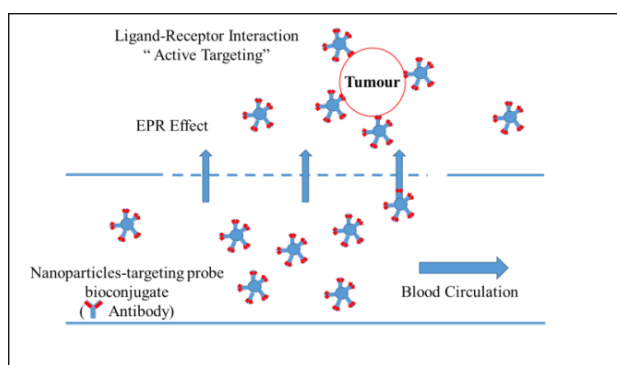 Ligand-Receptor Interaction
“ Active Targeting”
Tumour
EPR Effect
Nanoparticles-targeting probe
bioconjugate
( Antibody)
Blood Circulation